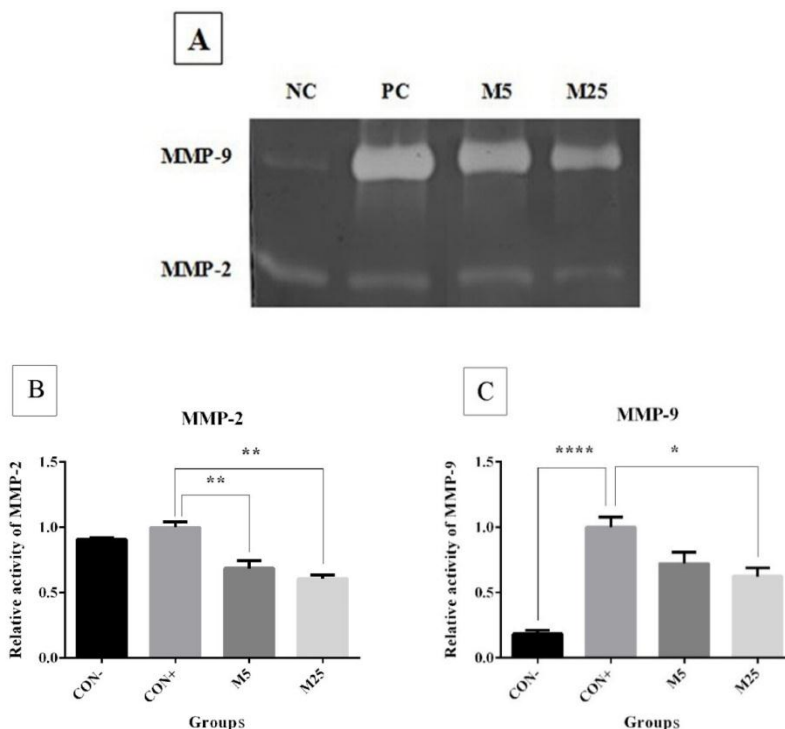 A
NC PC M5 M25
MMP-9
MMP-2
B
MMP-2
**
**
Relative activity of MMP-2
1.5
1.0
0.5
0.0
CON- CON+ M5 M25
Groups
C
MMP-9
**** *
Relative activity of MMP-9
1.5
1.0
0.5
0.0
CON- CON+ M5 M25
Groups